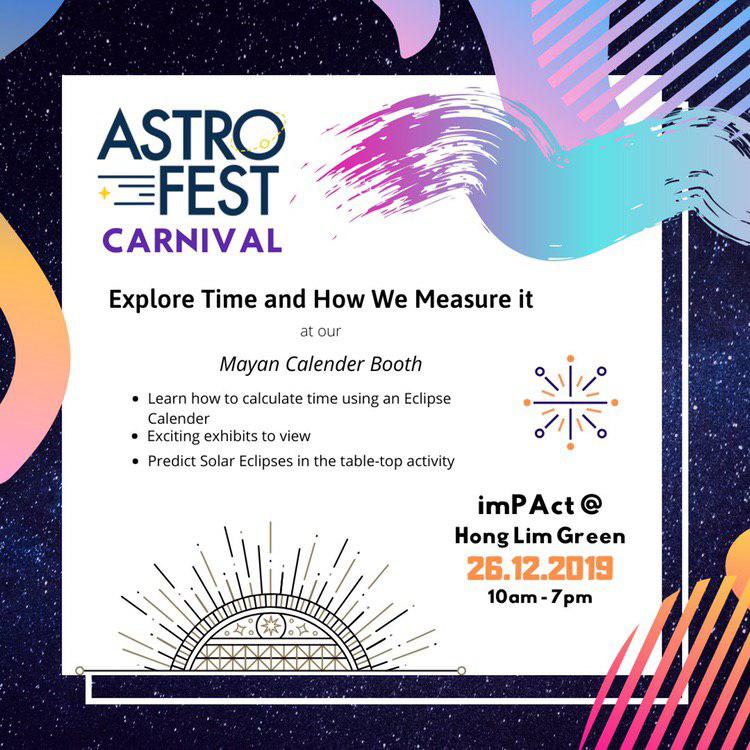 ASTRO
FEST
CARNIVAL
Explore Time and How We Measure it
at our
Mayan Calender Booth
• Learn how to calculate time using an Eclipse
Calender
• Exciting exhibits to view
• Predict Solar Eclipses in the table-top activity
imPAct @
Hong Lim Green
26.12.2019
10am - 7pm